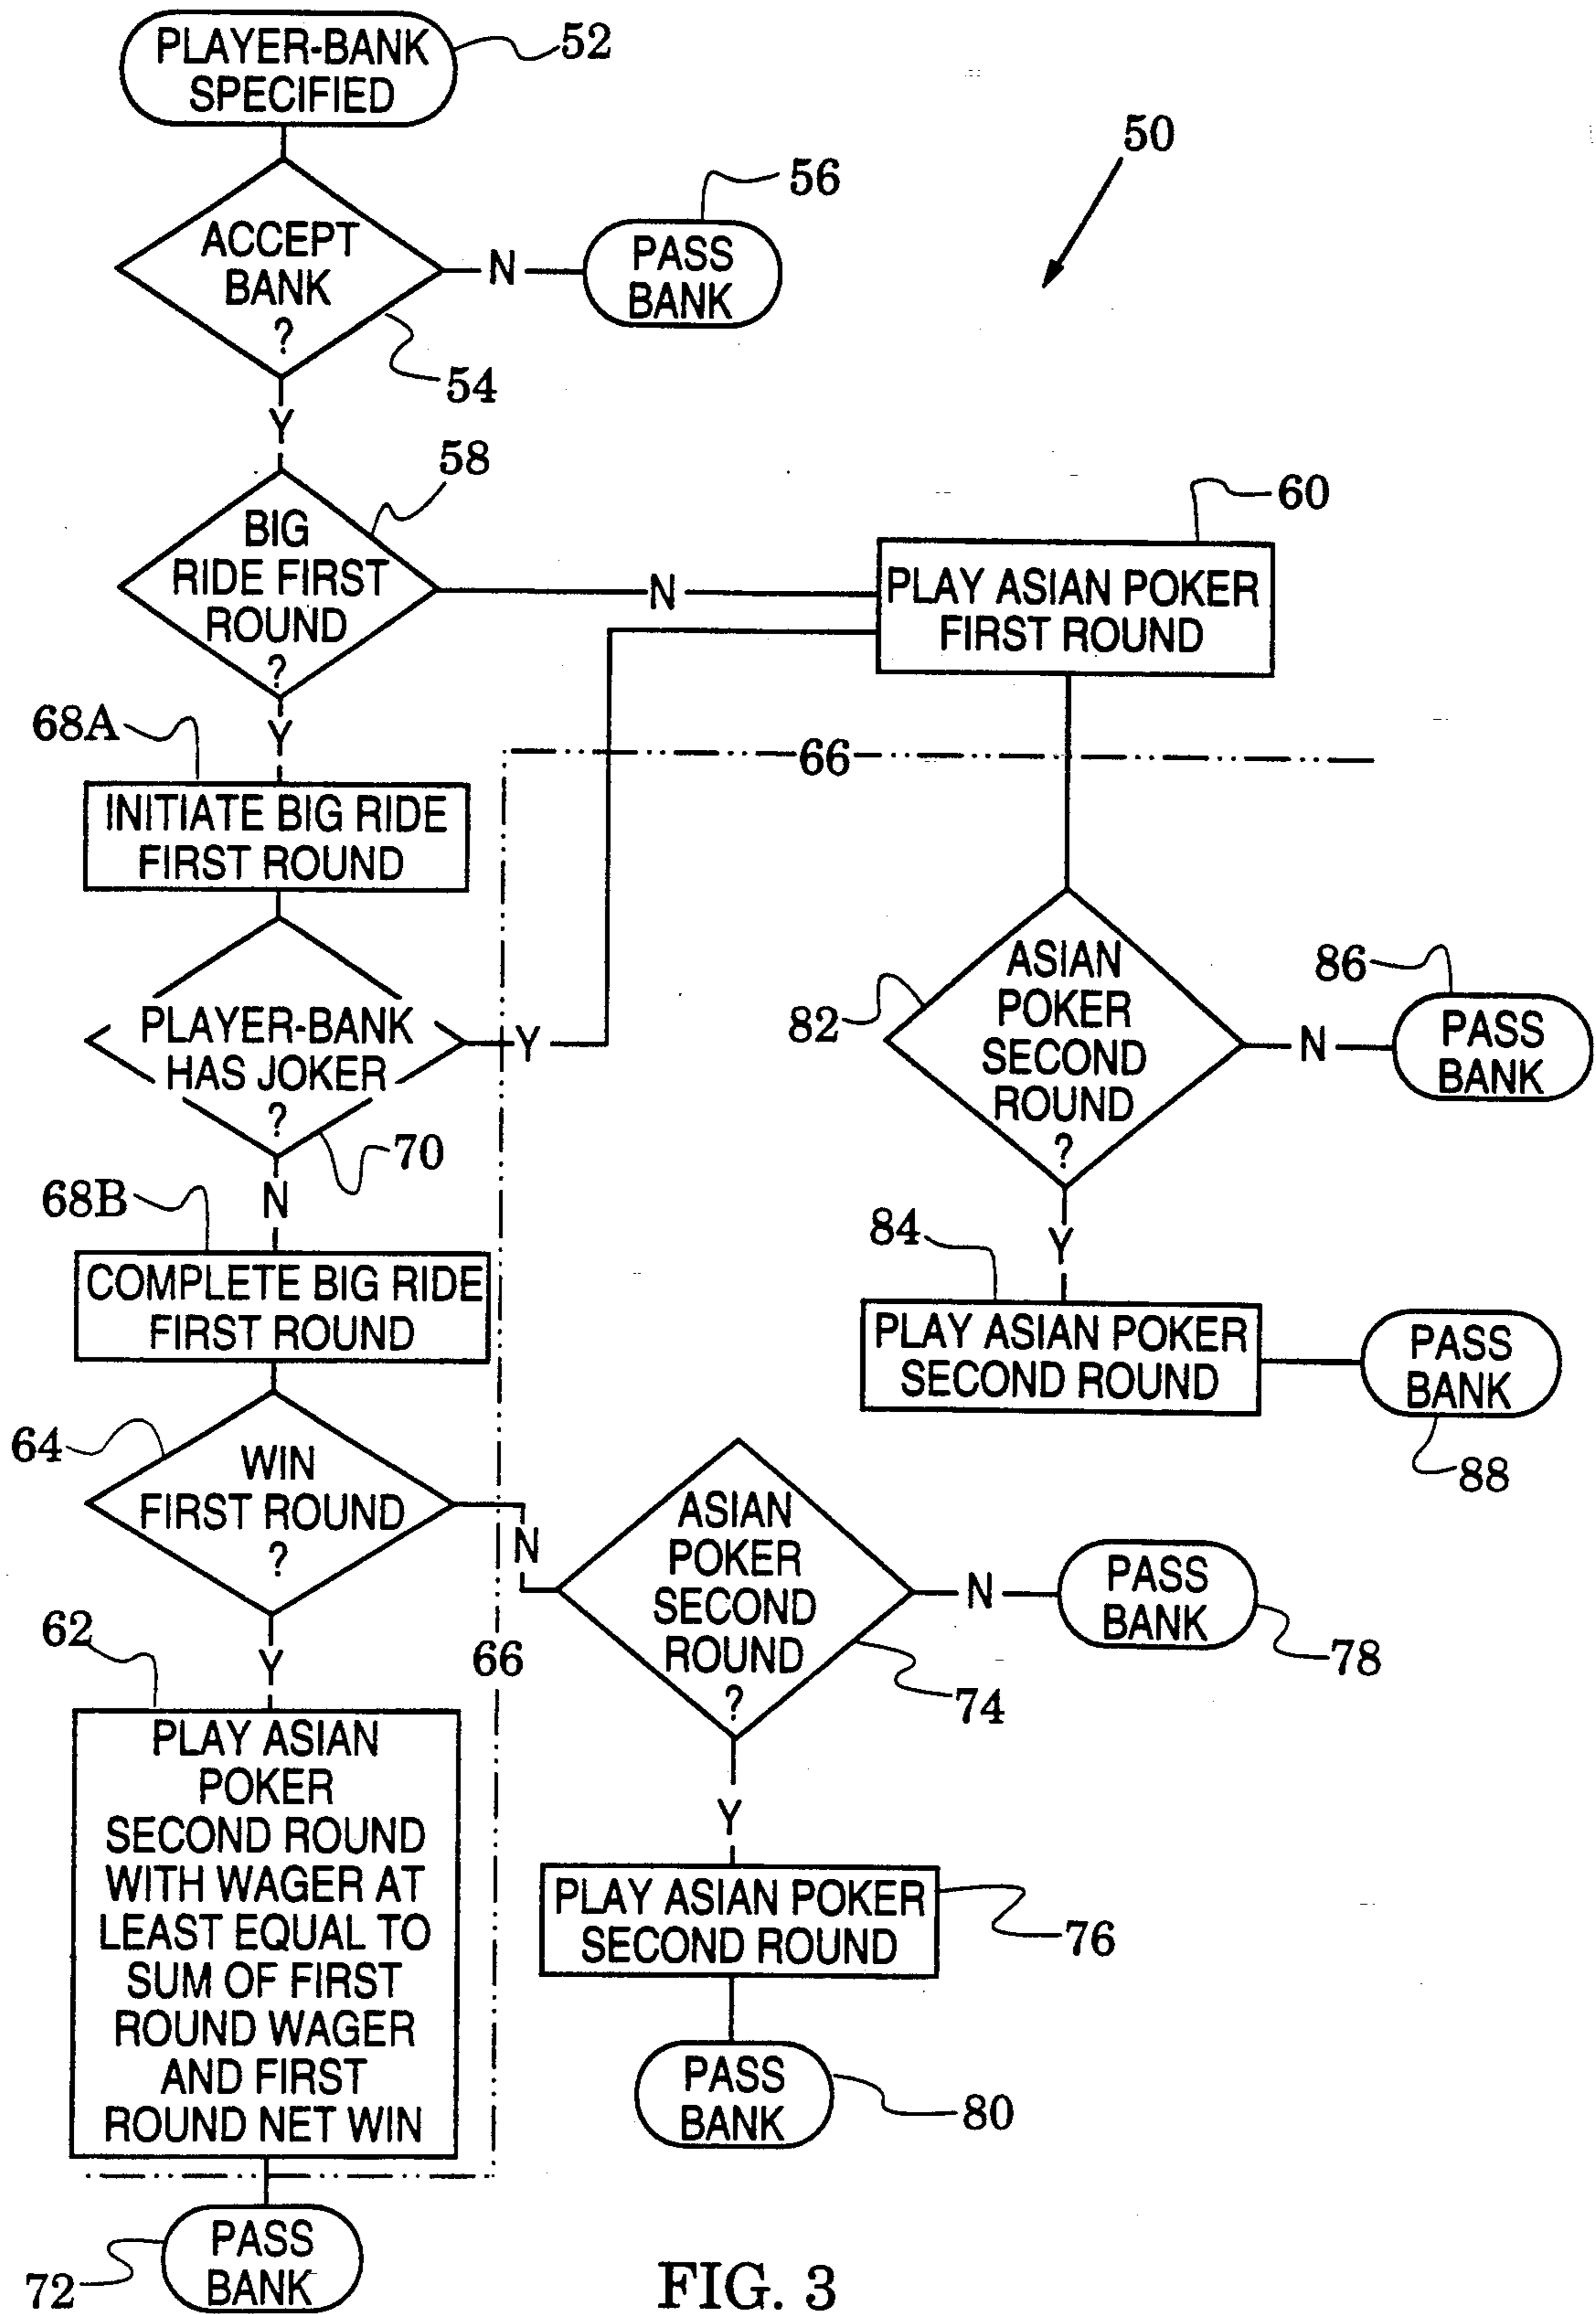 PLAYER-BANK
SPECIFIED
52
50
ACCEPT
BANK
?
54
N
PASS
BANK
56
Y
58
BIG
RIDE FIRST
ROUND
?
N
60
PLAY ASIAN POKER
FIRST ROUND
Y
68A
INITIATE BIG RIDE
FIRST ROUND
66
PLAYER-BANK
HAS JOKER
?
Y
70
82
ASIAN
POKER
SECOND
ROUND
?
N
86
PASS
BANK
N
68B
COMPLETE BIG RIDE
FIRST ROUND
Y
84
PLAY ASIAN POKER
SECOND ROUND
PASS
BANK
88
64
WIN
FIRST ROUND
?
N
ASIAN
POKER
SECOND
ROUND
?
74
N
PASS
BANK
78
Y
66
62
PLAY ASIAN
POKER
SECOND ROUND
WITH WAGER AT
LEAST EQUAL TO
SUM OF FIRST
ROUND WAGER
AND FIRST
ROUND NET WIN
Y
PLAY ASIAN POKER
SECOND ROUND
76
PASS
BANK
80
PASS
BANK
72
FIG. 3